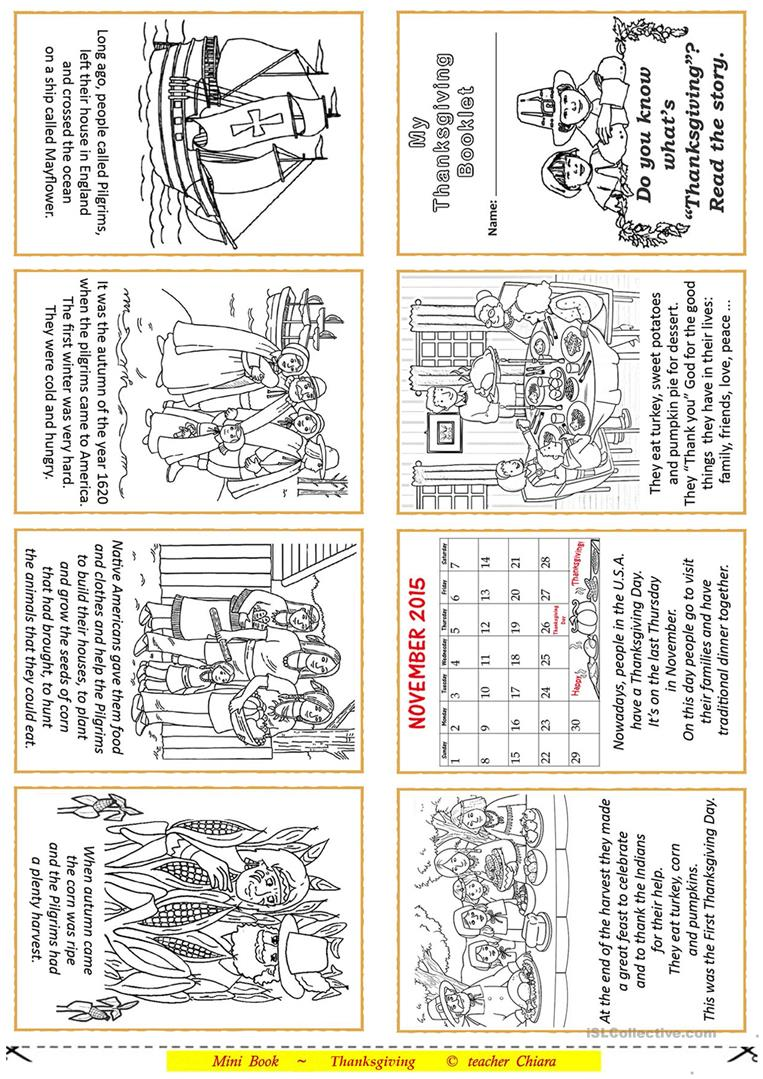 My
Thanksgiving
Booklet
Name:
Do you know
what's
“Thanksgiving”?
Read the story.
Long ago, people called Pilgrims,
left their house in England
and crossed the ocean
on a ship called Mayflower.
It was the autumn of the year 1620
when the pilgrims came to America.
The first winter was very hard.
They were cold and hungry.
Native Americans gave them food
and clothes and help the Pilgrims
to build their houses, to plant
and grow the seeds of corn
that had brought, to hunt
the animals that they could eat.
When autumn came
the corn was ripe
and the Pilgrims had
a plenty harvest.
At the end of the harvest they made
a great feast to celebrate
and to thank the Indians
for their help.
They eat turkey, corn
and pumpkins.
This was the First Thanksgiving Day.
NOVEMBER 2015
Sunday Monday Tuesday Wednesday Thursday Friday Saturday
1 2 3 4 5 6 7
8 9 10 11 12 13 14
15 16 17 18 19 20 21
22 23 24 25 26 27 28
Thanksgiving
Day
29 30
Happy Thanksgiving!
Nowadays, people in the U.S.A.
have a Thanksgiving Day.
It's on the last Thursday
in November.
On this day people go to visit
their families and have
traditional dinner together.
They eat turkey, sweet potatoes
and pumpkin pie for dessert.
They “Thank you” God for the good
things they have in their lives:
family, friends, love, peace ...
iSLCollective.com
Mini Book ~ Thanksgiving © teacher Chiara